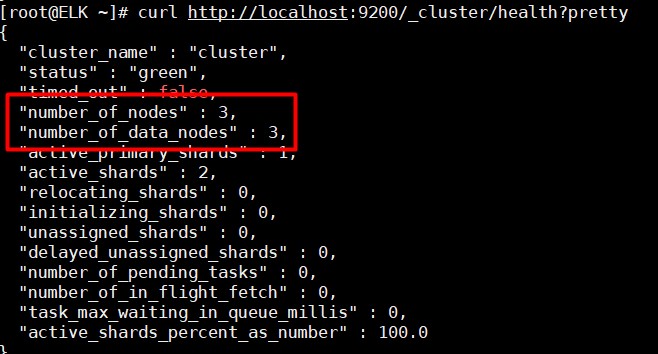 [root@ELK ~]# curl http://localhost:9200/_cluster/health?pretty
{
  "cluster_name" : "cluster",
  "status" : "green",
  "timed_out" : false,
  "number_of_nodes" : 3,
  "number_of_data_nodes" : 3,
  "active_primary_shards" : 1,
  "active_shards" : 2,
  "relocating_shards" : 0,
  "initializing_shards" : 0,
  "unassigned_shards" : 0,
  "delayed_unassigned_shards" : 0,
  "number_of_pending_tasks" : 0,
  "number_of_in_flight_fetch" : 0,
  "task_max_waiting_in_queue_millis" : 0,
  "active_shards_percent_as_number" : 100.0
}